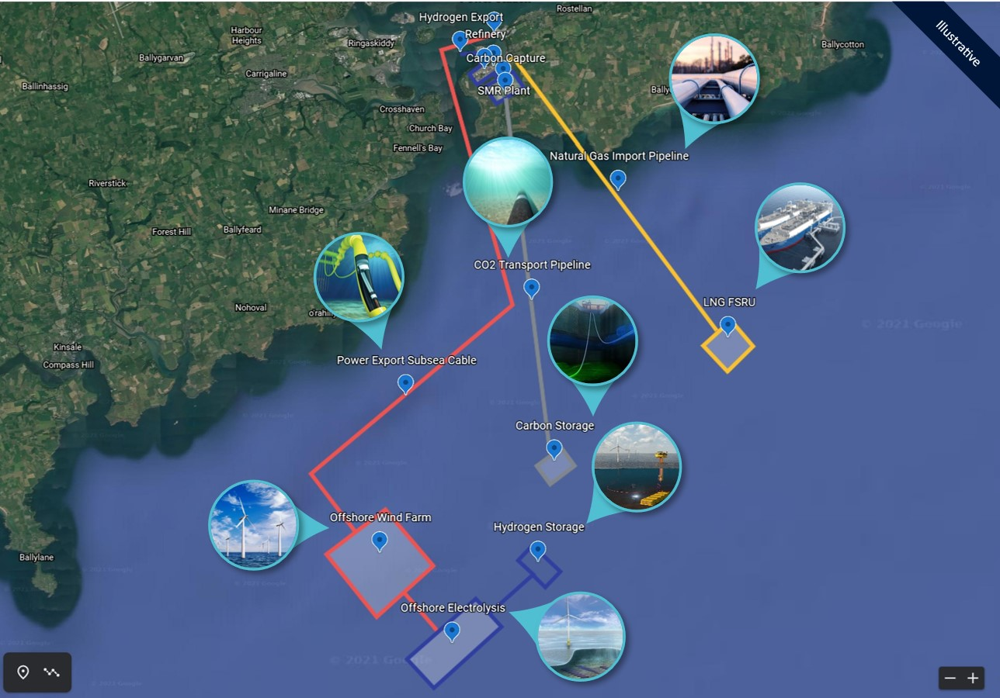 Hydrogen Export
Rostellan
Illustrative
Harbour
Heights
Refinery
Ringaskiddy
Ballycotton
Ballygarvan
Carbon Capture
Carrigaline
Ballinhassig
SMR Plant
Bally
Crosshaven
Church Bay
Fennell's Bay
Natural Gas Import Pipeline
Riverstick
Minane Bridge
Forest Hill
Ballyfeard
CO2 Transport Pipeline
LNG FSRU
Nohoval
o'rahilly
© 2021 Google
Kinsale
Compass Hill
Power Export Subsea Cable
Carbon Storage
Offshore Wind Farm
Hydrogen Storage
Ballylane
Offshore Electrolysis
© 2021 Google